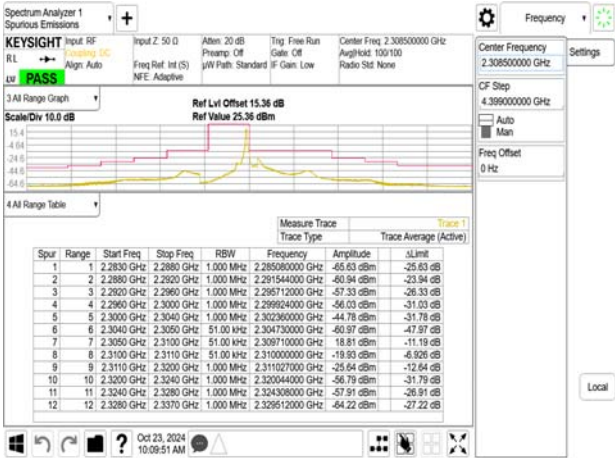 Spectrum Analyzer 1
Spurious Emissions
Frequency
KEYSIGHT
RL
PASS
Input: RF
Coupling: DC
Align: Auto
Input Z: 50 Ω
Freq Ref: Int (S)
NFE: Adaptive
Atten: 20 dB
Preamp: Off
µW Path: Standard
Trig: Free Run
Gate: Off
IF Gain: Low
Center Freq: 2.308500000 GHz
Avg|Hold: 100/100
Radio Std: None
Center Frequency
2.308500000 GHz
Settings
CF Step
4.399000000 GHz
Auto
Man
Freq Offset
0 Hz
Local
3 All Range Graph
Scale/Div 10.0 dB
Ref Lvl Offset 15.36 dB
Ref Value 25.36 dBm
15.4
-4.64
-24.6
-44.6
-64.6
4 All Range Table
Measure Trace Trace 1
Trace Type Trace Average (Active)
Spur Range Start Freq Stop Freq RBW Frequency Amplitude ΔLimit
1 1 2.2830 GHz 2.2880 GHz 1.000 MHz 2.285080000 GHz -65.63 dBm -25.63 dB
2 2 2.2880 GHz 2.2920 GHz 1.000 MHz 2.291544000 GHz -60.94 dBm -23.94 dB
3 3 2.2920 GHz 2.2960 GHz 1.000 MHz 2.295712000 GHz -57.33 dBm -26.33 dB
4 4 2.2960 GHz 2.3000 GHz 1.000 MHz 2.299924000 GHz -56.03 dBm -31.03 dB
5 5 2.3000 GHz 2.3040 GHz 1.000 MHz 2.302360000 GHz -44.78 dBm -31.78 dB
6 6 2.3040 GHz 2.3050 GHz 51.00 kHz 2.304730000 GHz -60.97 dBm -47.97 dB
7 7 2.3050 GHz 2.3100 GHz 51.00 kHz 2.309710000 GHz 18.81 dBm -11.19 dB
8 8 2.3100 GHz 2.3110 GHz 51.00 kHz 2.310000000 GHz -19.93 dBm -6.926 dB
9 9 2.3110 GHz 2.3200 GHz 1.000 MHz 2.311027000 GHz -25.64 dBm -12.64 dB
10 10 2.3200 GHz 2.3240 GHz 1.000 MHz 2.320044000 GHz -56.79 dBm -31.79 dB
11 11 2.3240 GHz 2.3280 GHz 1.000 MHz 2.324308000 GHz -57.91 dBm -26.91 dB
12 12 2.3280 GHz 2.3370 GHz 1.000 MHz 2.329512000 GHz -64.22 dBm -27.22 dB
Oct 23, 2024
10:09:51 AM